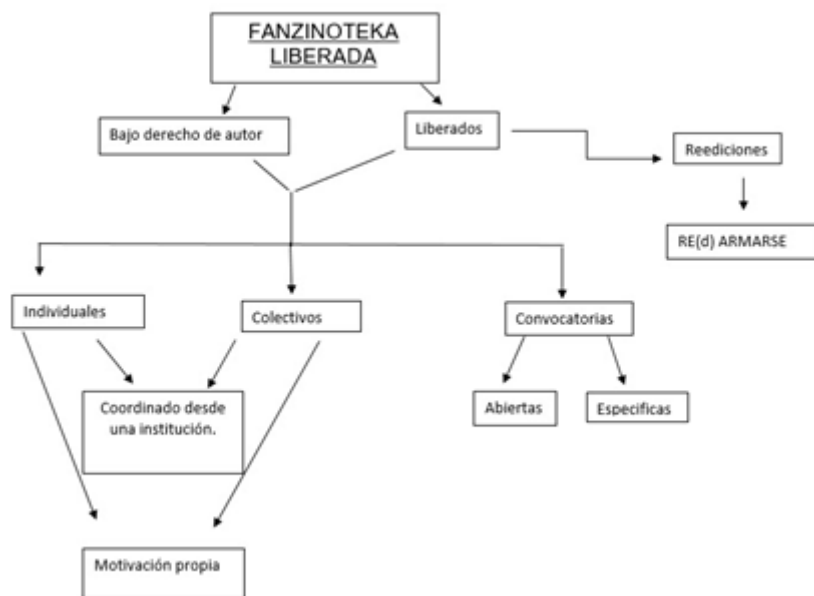 FANZINOTEKA
LIBERADA
Bajo derecho de autor
Liberados
Reediciones
RE(d) ARMARSE
Individuales
Colectivos
Convocatorias
Coordinado desde
una institución.
Abiertas
Especificas
Motivación propia